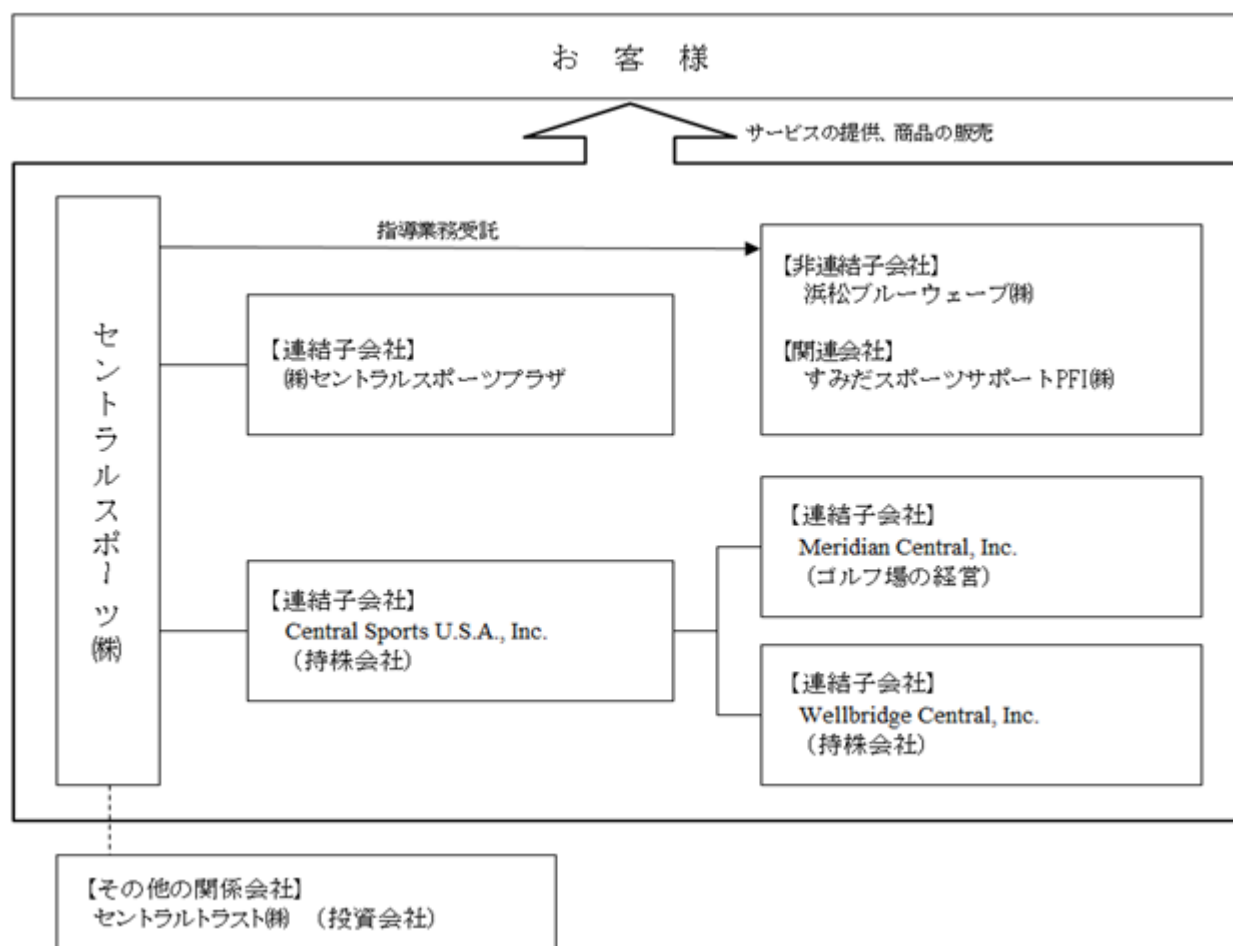 お 客 様
サービスの提供、商品の販売
セントラルスポーツ㈱
指導業務受託
【非連結子会社】
浜松ブルーウェーブ㈱
【関連会社】
すみだスポーツサポートPFI㈱
【連結子会社】
㈱セントラルスポーツプラザ
【連結子会社】
Central Sports U.S.A., Inc.
（持株会社）
【連結子会社】
Meridian Central, Inc.
（ゴルフ場の経営）
【連結子会社】
Wellbridge Central, Inc.
（持株会社）
【その他の関係会社】
セントラルトラスト㈱ （投資会社）